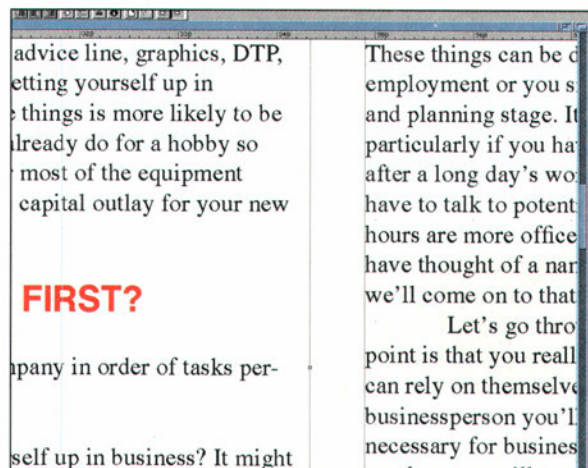 advice line, graphics, DTP,
etting yourself up in
things is more likely to be
lready do for a hobby so
most of the equipment
capital outlay for your new
FIRST?
pany in order of tasks per-
self up in business? It might
These things can be d
employment or you s
and planning stage. It
particularly if you ha
after a long day's wo
have to talk to potent
hours are more office
have thought of a nar
we'll come on to that
Let's go thro
point is that you reall
can rely on themselve
businessperson you'l
necessary for busines